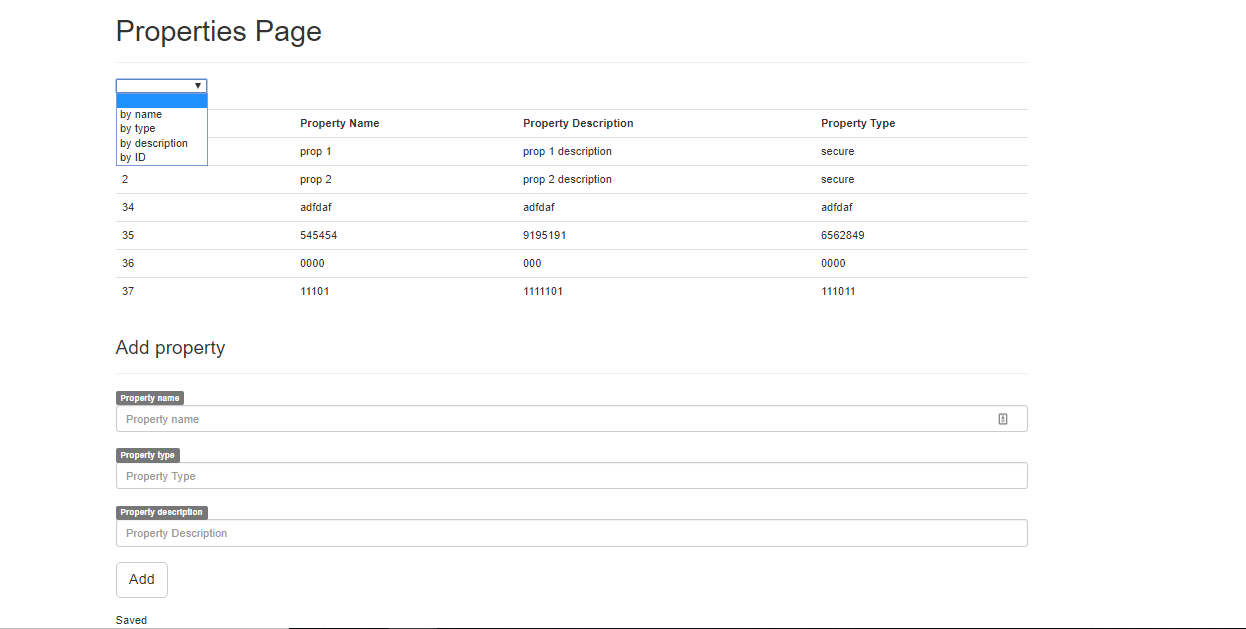 Properties Page
by name
by type
by description
by ID
Property Name Property Description Property Type
prop 1 prop 1 description secure
2 prop 2 prop 2 description secure
34 adfdaf adfdaf adfdaf
35 545454 9195191 6562849
36 0000 000 0000
37 11101 1111101 111011
Add property
Property name
Property name
Property type
Property Type
Property description
Property Description
Add
Saved